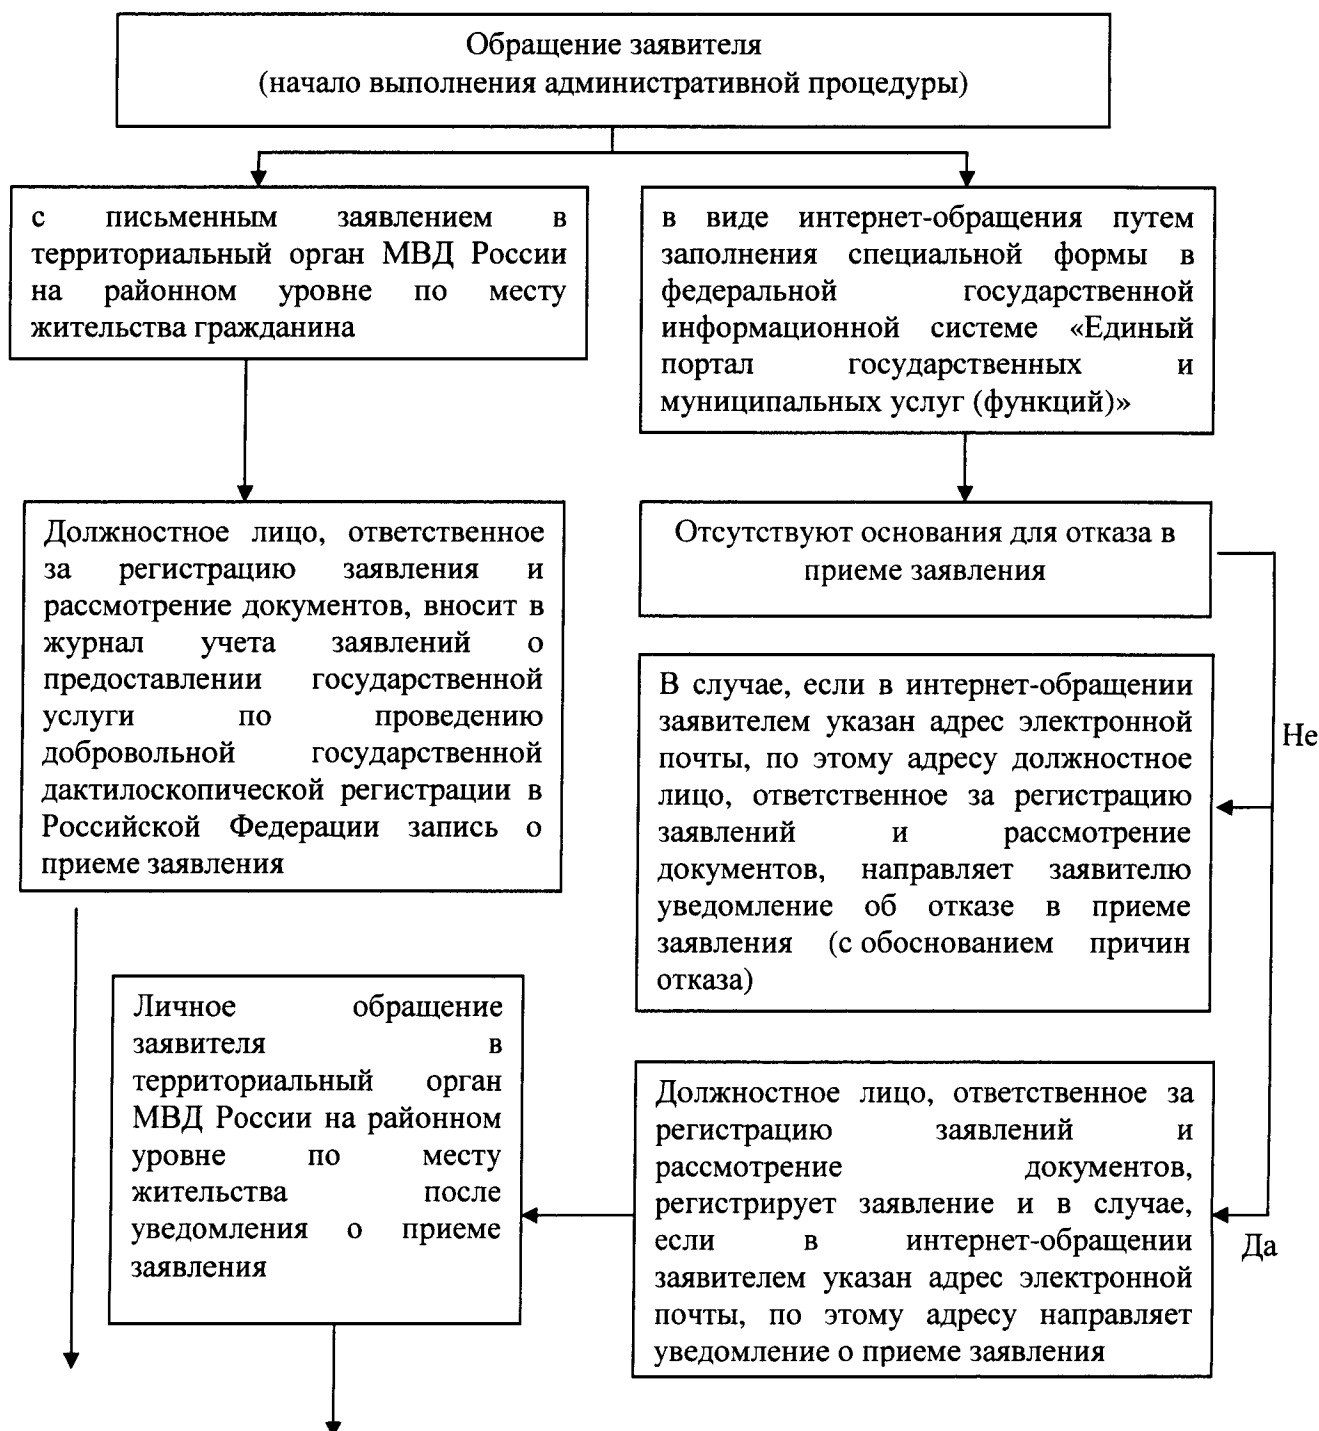 Обращение заявителя
(начало выполнения административной процедуры)
с письменным заявлением в
территориальный орган МВД России
на районном уровне по месту
жительства гражданина
в виде интернет-обращения путем
заполнения специальной формы в
федеральной государственной
информационной системе «Единый
портал государственных и
муниципальных услуг (функций)»
Должностное лицо, ответственное
за регистрацию заявления и
рассмотрение документов, вносит в
журнал учета заявлений о
предоставлении государственной
услуги по проведению
добровольной государственной
дактилоскопической регистрации в
Российской Федерации запись о
приеме заявления
Отсутствуют основания для отказа в
приеме заявления
В случае, если в интернет-обращении
заявителем указан адрес электронной
почты, по этому адресу должностное
лицо, ответственное за регистрацию
заявлений и рассмотрение
документов, направляет заявителю
уведомление об отказе в приеме
заявления (с обоснованием причин
отказа)
Не
Личное обращение
заявителя в
территориальный орган
МВД России на районном
уровне по месту
жительства после
уведомления о приеме
заявления
Должностное лицо, ответственное за
регистрацию заявлений и
рассмотрение документов,
регистрирует заявление и в случае,
если в интернет-обращении
заявителем указан адрес электронной
почты, по этому адресу направляет
уведомление о приеме заявления
Да